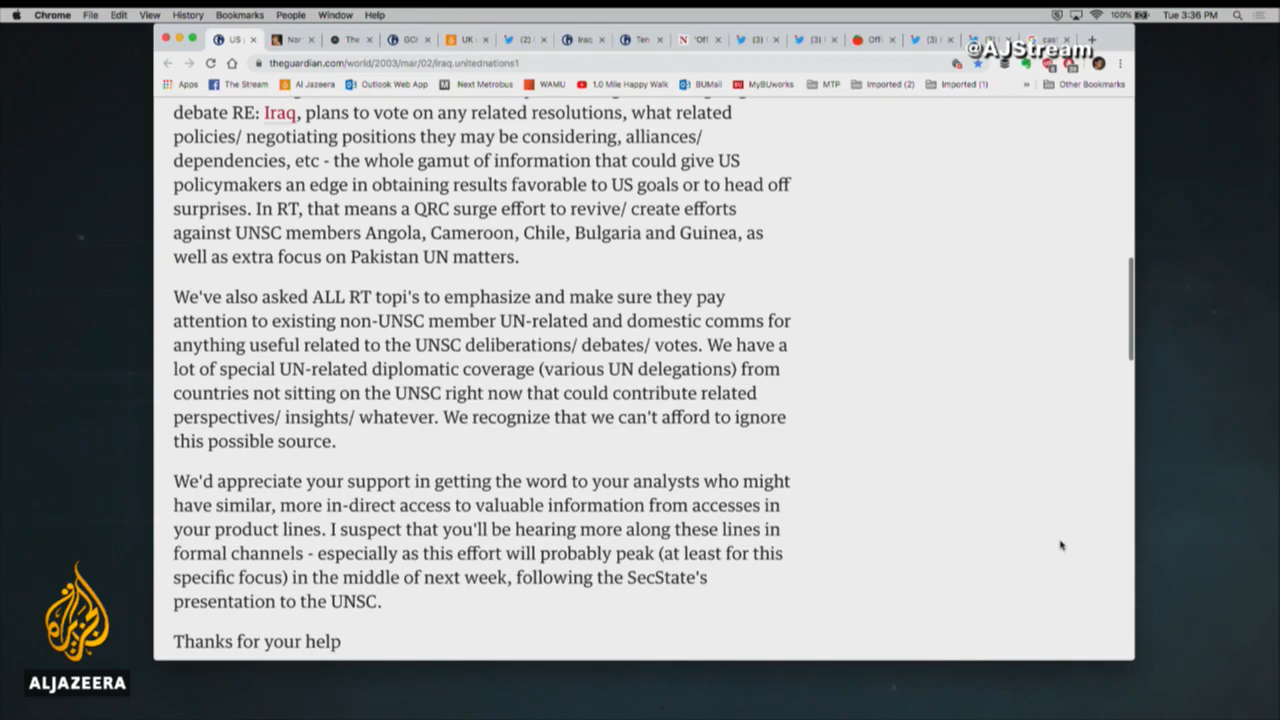 Chrome File Edit View History Bookmarks People Window Help 100% Tue 3:36 PM
US Nor The GCH UK (2) Iraq Ten "Off (3) (3) Offi (3)
@AJStream
theguardian.com/world/2003/mar/02/iraq.unitednations1
Apps The Stream Al Jazeera Outlook Web App Next Metrobus WAMU 1.0 Mile Happy Walk BUMail MyBUworks MTP Imported (2) Imported (1) » Other Bookmarks
debate RE: Iraq, plans to vote on any related resolutions, what related
policies/ negotiating positions they may be considering, alliances/
dependencies, etc - the whole gamut of information that could give US
policymakers an edge in obtaining results favorable to US goals or to head off
surprises. In RT, that means a QRC surge effort to revive/ create efforts
against UNSC members Angola, Cameroon, Chile, Bulgaria and Guinea, as
well as extra focus on Pakistan UN matters.
We've also asked ALL RT topi's to emphasize and make sure they pay
attention to existing non-UNSC member UN-related and domestic comms for
anything useful related to the UNSC deliberations/ debates/ votes. We have a
lot of special UN-related diplomatic coverage (various UN delegations) from
countries not sitting on the UNSC right now that could contribute related
perspectives/ insights/ whatever. We recognize that we can't afford to ignore
this possible source.
We'd appreciate your support in getting the word to your analysts who might
have similar, more in-direct access to valuable information from accesses in
your product lines. I suspect that you'll be hearing more along these lines in
formal channels - especially as this effort will probably peak (at least for this
specific focus) in the middle of next week, following the SecState's
presentation to the UNSC.
Thanks for your help
ALJAZEERA